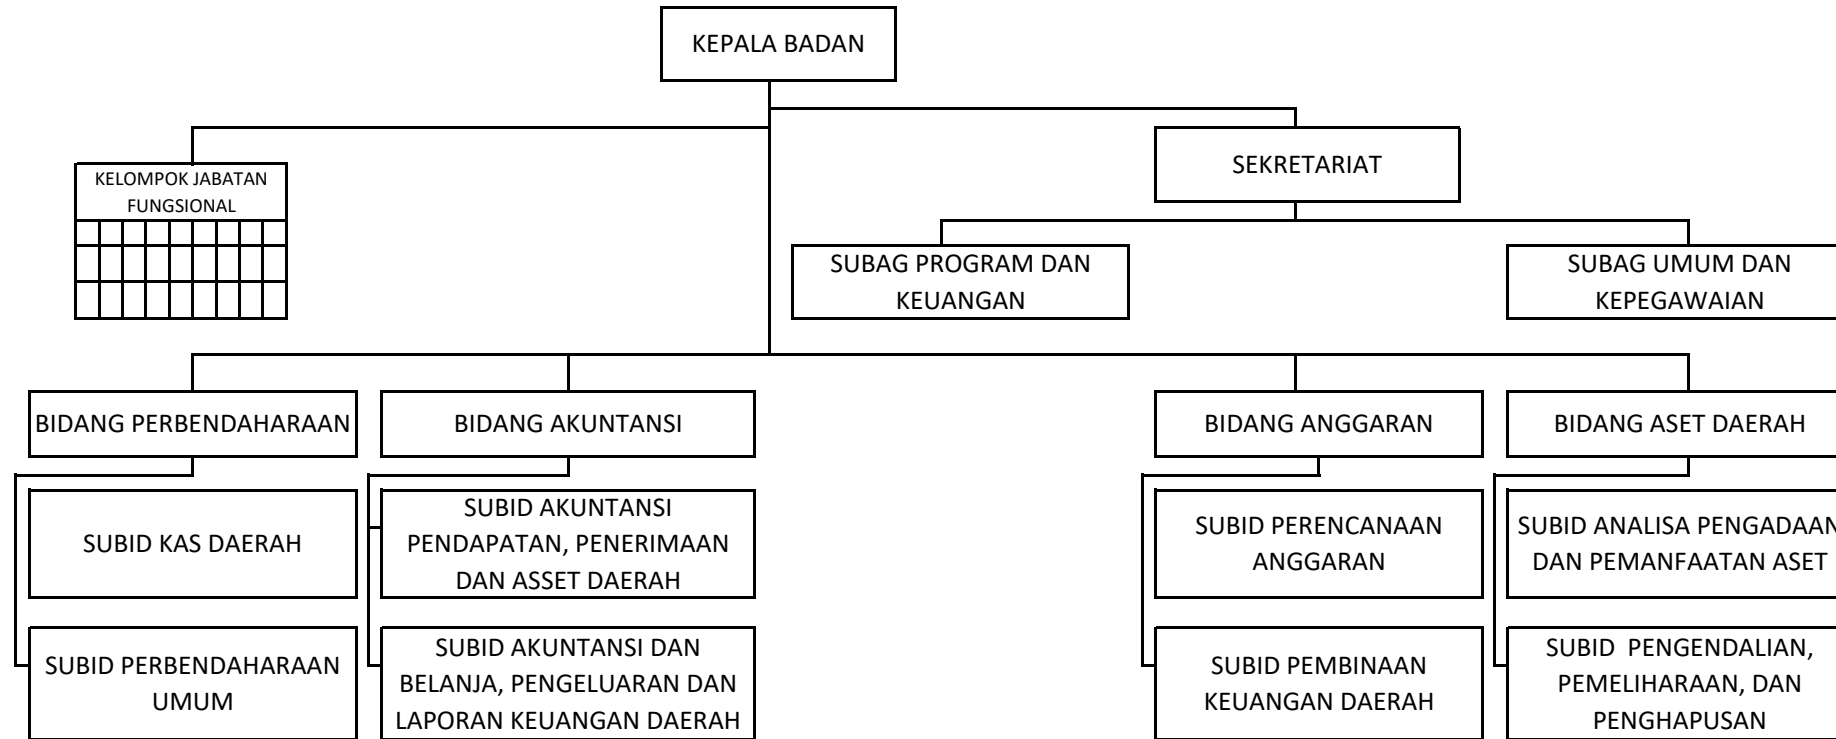 KEPALA BADAN
KELOMPOK JABATAN
FUNGSIONAL
SEKRETARIAT
SUBAG PROGRAM DAN
KEUANGAN
SUBAG UMUM DAN
KEPEGAWAIAN
BIDANG PERBENDAHARAAN
BIDANG AKUNTANSI
BIDANG ANGGARAN
BIDANG ASET DAERAH
SUBID KAS DAERAH
SUBID AKUNTANSI
PENDAPATAN, PENERIMAAN
DAN ASSET DAERAH
SUBID PERENCANAAN
ANGGARAN
SUBID ANALISA PENGADAAN
DAN PEMANFAATAN ASET
SUBID PERBENDAHARAAN
UMUM
SUBID AKUNTANSI DAN
BELANJA, PENGELUARAN DAN
LAPORAN KEUANGAN DAERAH
SUBID PEMBINAAN
KEUANGAN DAERAH
SUBID  PENGENDALIAN,
PEMELIHARAAN, DAN
PENGHAPUSAN